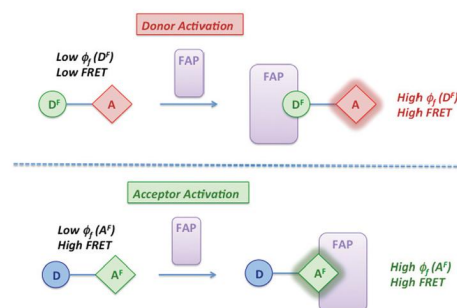 Donor Activation
Low ϕf (Dᶠ)
Low FRET
FAP
FAP
Dᶠ
A
Dᶠ
A
High ϕf (Dᶠ)
High FRET
Acceptor Activation
Low ϕf (Aᶠ)
High FRET
FAP
FAP
D
Aᶠ
D
Aᶠ
High ϕf (Aᶠ)
High FRET